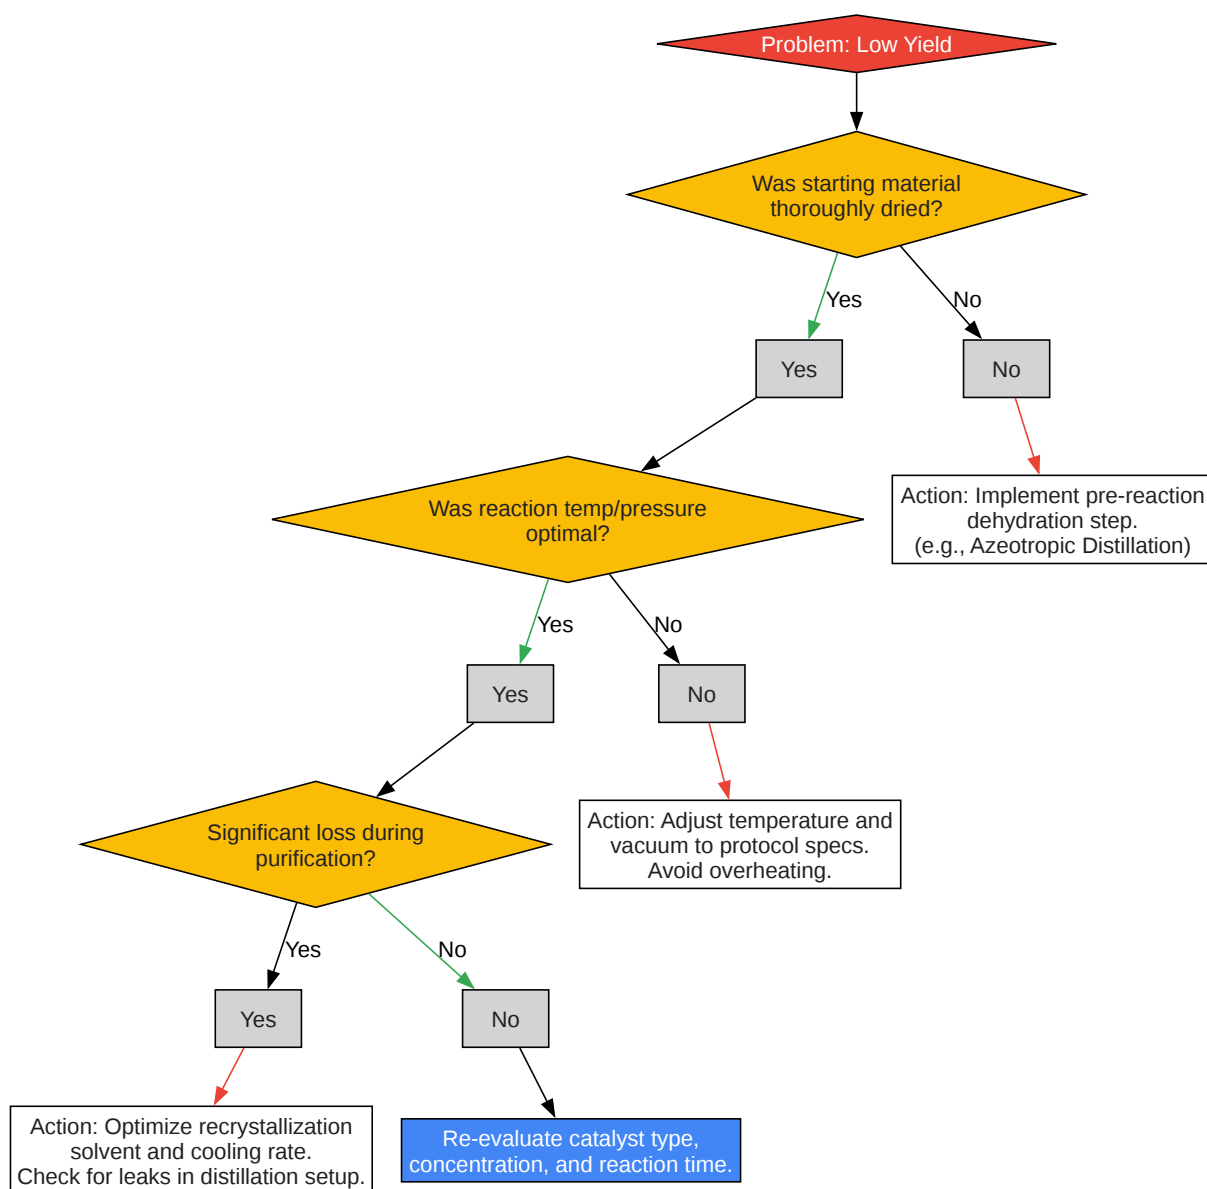 Problem: Low Yield
Was starting material
thoroughly dried?
Yes
No
Yes
No
Action: Implement pre-reaction
dehydration step.
(e.g., Azeotropic Distillation)
Was reaction temp/pressure
optimal?
Yes
No
Yes
No
Action: Adjust temperature and
vacuum to protocol specs.
Avoid overheating.
Significant loss during
purification?
Yes
No
Yes
No
Action: Optimize recrystallization
solvent and cooling rate.
Check for leaks in distillation setup.
Re-evaluate catalyst type,
concentration, and reaction time.